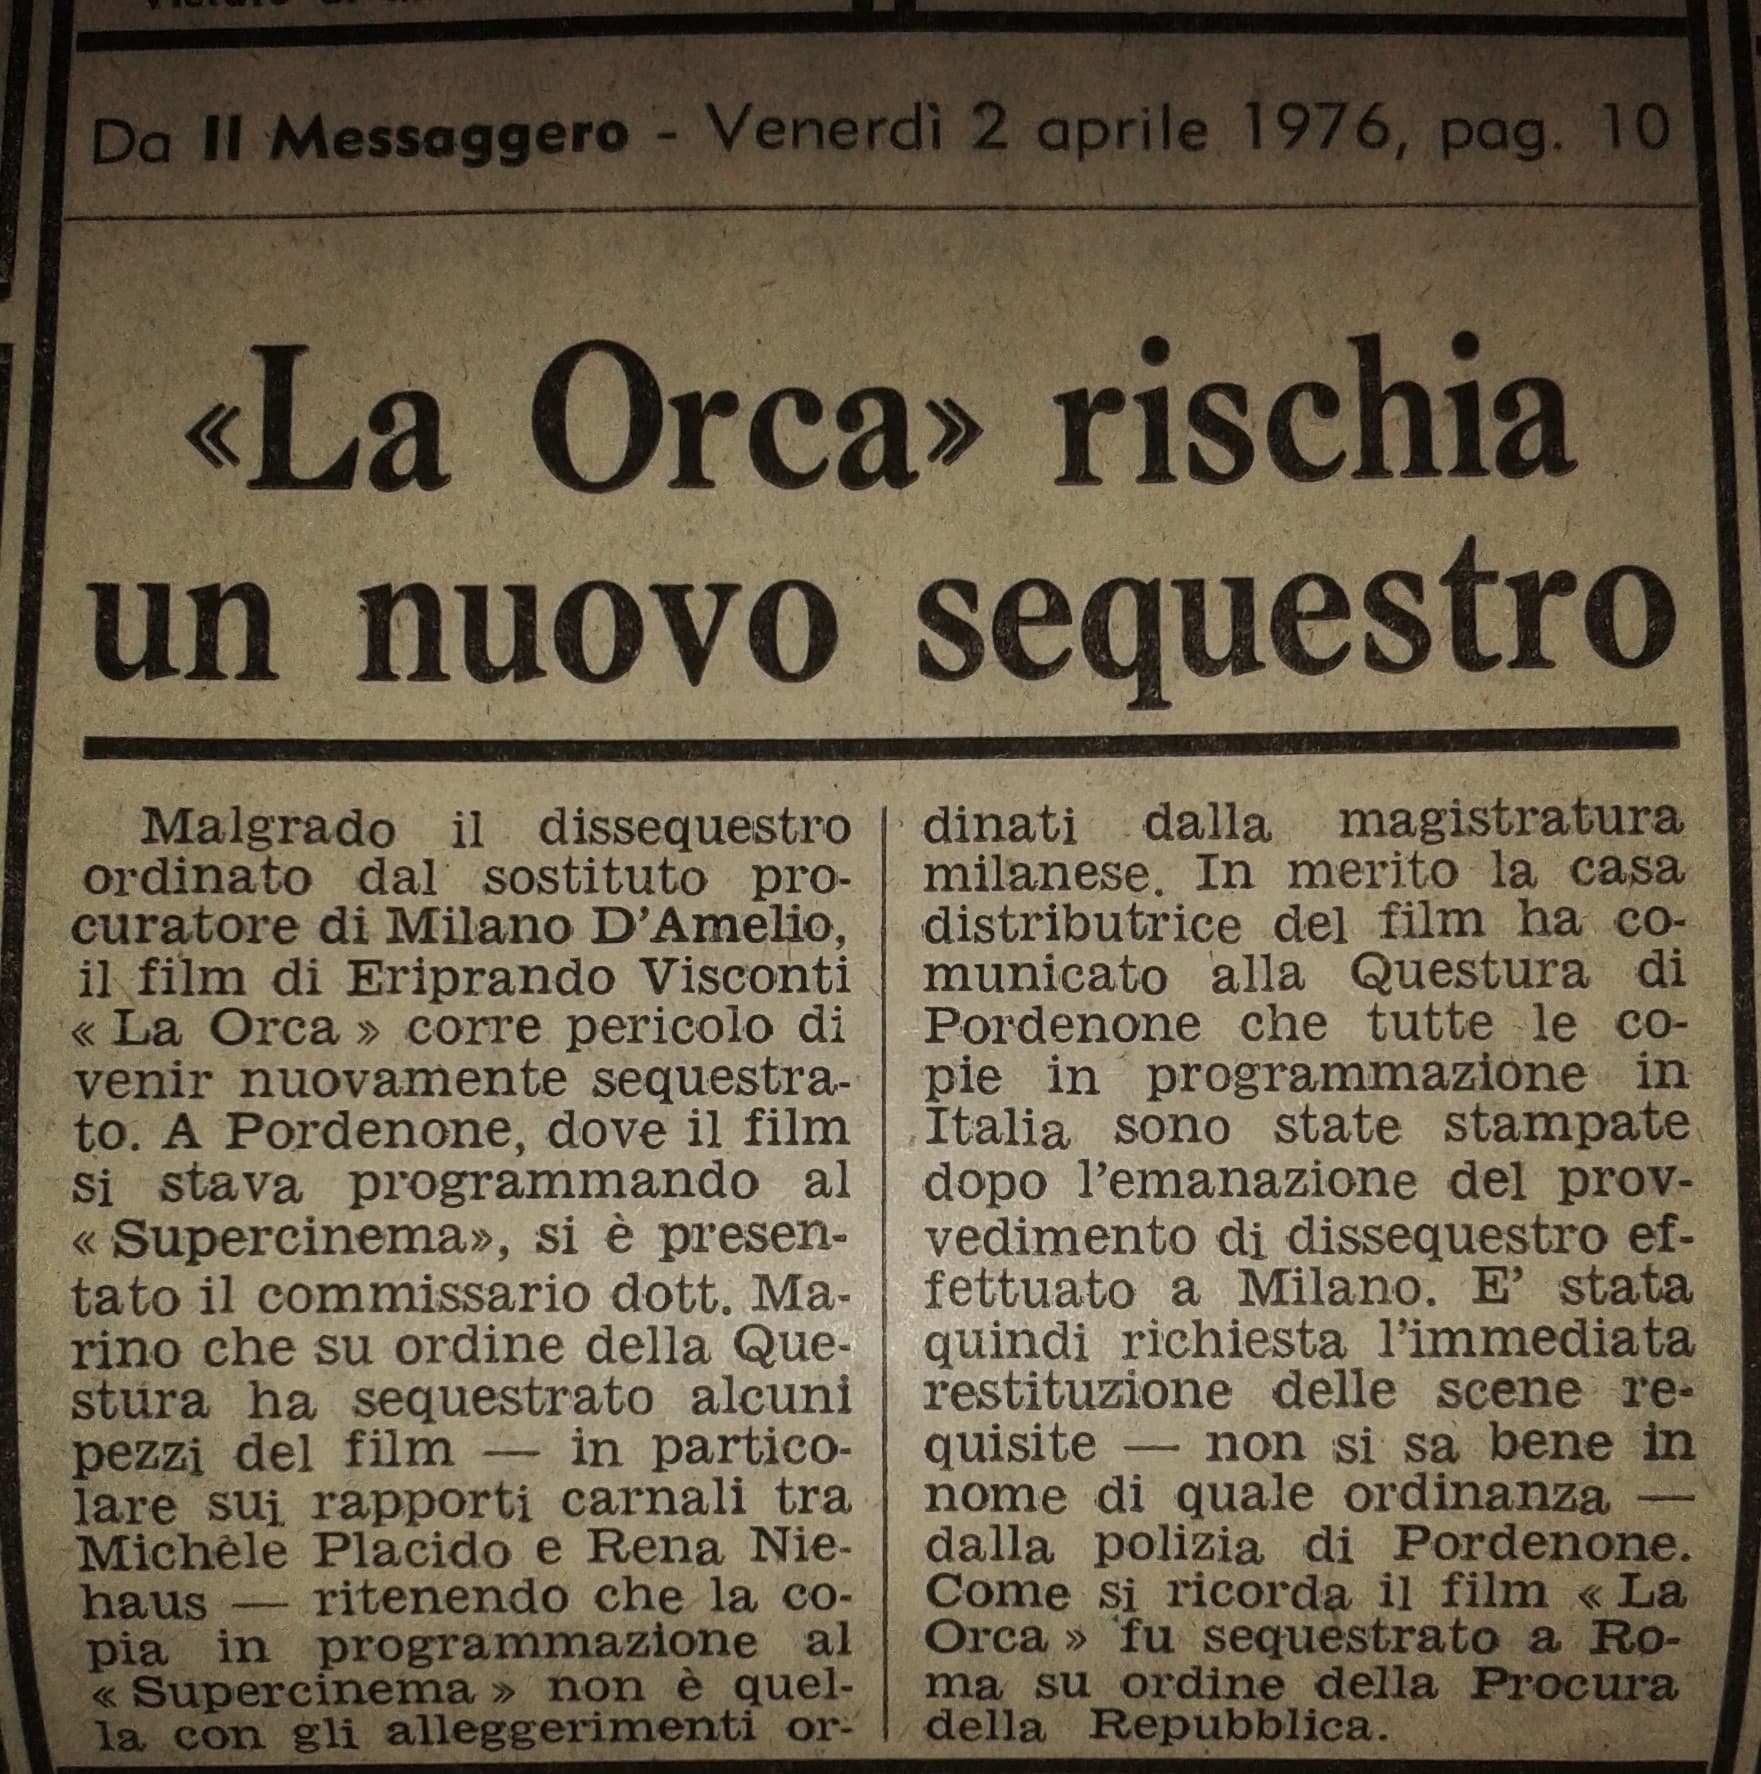 Da Il Messaggero - Venerdì 2 aprile 1976, pag. 10
«La Orca» rischia
un nuovo sequestro
Malgrado il dissequestro
ordinato dal sostituto pro-
curatore di Milano D'Amelio,
il film di Eriprando Visconti
« La Orca » corre pericolo di
venir nuovamente sequestra-
to. A Pordenone, dove il film
si stava programmando al
« Supercinema», si è presen-
tato il commissario dott. Ma-
rino che su ordine della Que-
stura ha sequestrato alcuni
pezzi del film — in partico-
lare sui rapporti carnali tra
Michèle Placido e Rena Nie-
haus — ritenendo che la co-
pia in programmazione al
« Supercinema » non è quel-
la con gli alleggerimenti or-
dinati dalla magistratura
milanese. In merito la casa
distributrice del film ha co-
municato alla Questura di
Pordenone che tutte le co-
pie in programmazione in
Italia sono state stampate
dopo l'emanazione del prov-
vedimento di dissequestro ef-
fettuato a Milano. E' stata
quindi richiesta l'immediata
restituzione delle scene re-
quisite — non si sa bene in
nome di quale ordinanza —
dalla polizia di Pordenone.
Come si ricorda il film « La
Orca » fu sequestrato a Ro-
ma su ordine della Procura
della Repubblica.